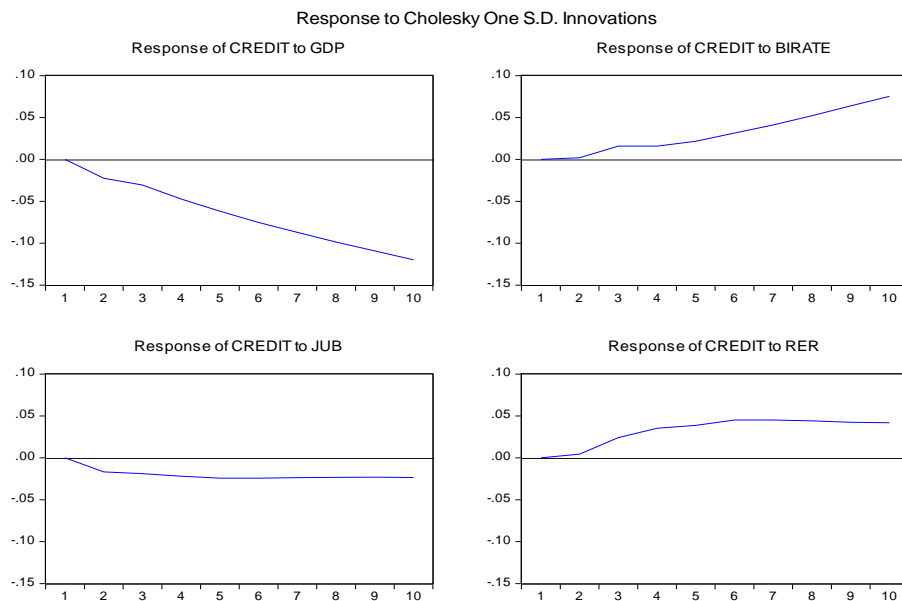 Response to Cholesky One S.D. Innovations
Response of CREDIT to GDP
.10
.05
.00
-.05
-.10
-.15
1 2 3 4 5 6 7 8 9 10
Response of CREDIT to BIRATE
.10
.05
.00
-.05
-.10
-.15
1 2 3 4 5 6 7 8 9 10
Response of CREDIT to JUB
.10
.05
.00
-.05
-.10
-.15
1 2 3 4 5 6 7 8 9 10
Response of CREDIT to RER
.10
.05
.00
-.05
-.10
-.15
1 2 3 4 5 6 7 8 9 10